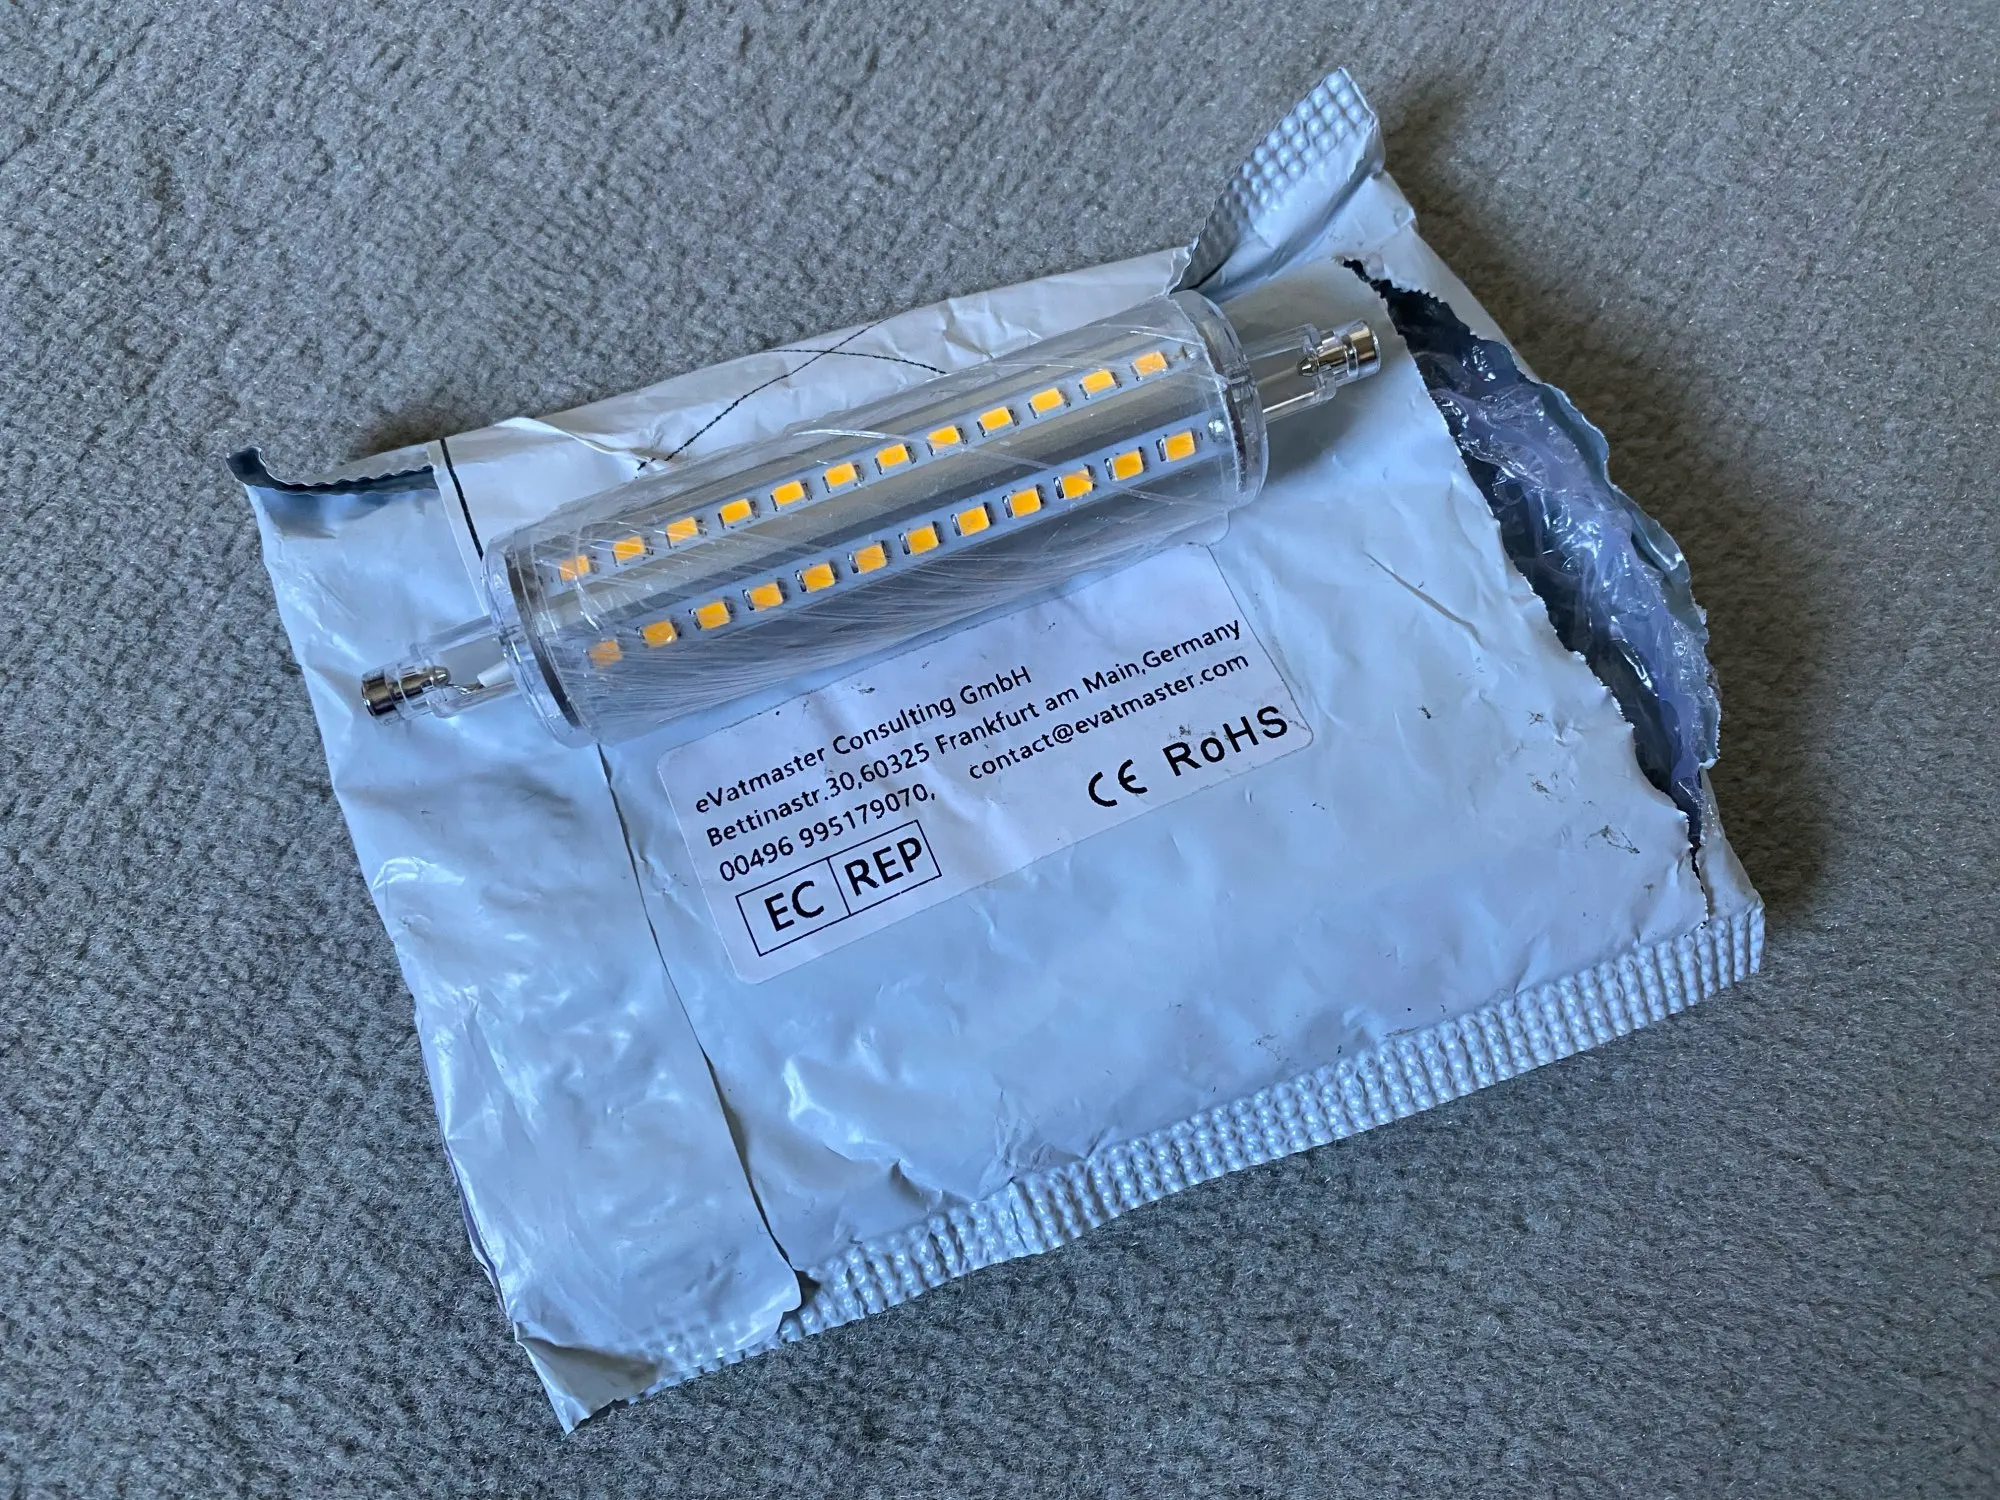 eVatmaster Consulting GmbH
Bettinastr.30,60325 Frankfurt am Main,Germany
00496 995179070, contact@evatmaster.com
EC REP CE RoHS